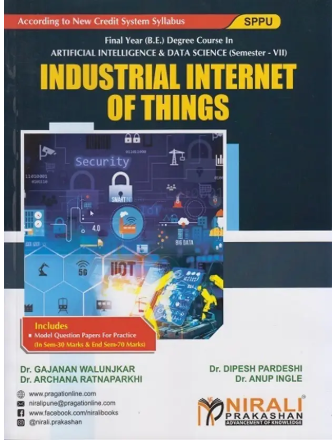 According to New Credit System Syllabus
SPPU
Final Year (B.E.) Degree Course In
ARTIFICIAL INTELLIGENCE & DATA SCIENCE (Semester - VII)
INDUSTRIAL INTERNET
OF THINGS
Security
BIG DATA
5G
IIOT
Includes
• Model Question Papers For Practice
(In Sem-30 Marks & End Sem-70 Marks)
Dr. GAJANAN WALUNJKAR
Dr. ARCHANA RATNAPARKHI
Dr. DIPESH PARDESHI
Dr. ANUP INGLE
www.pragationline.com
niralipune@pragationline.com
www.facebook.com/niralibooks
@nirali.prakashan
NIRALI
PRAKASHAN
ADVANCEMENT OF KNOWLEDGE